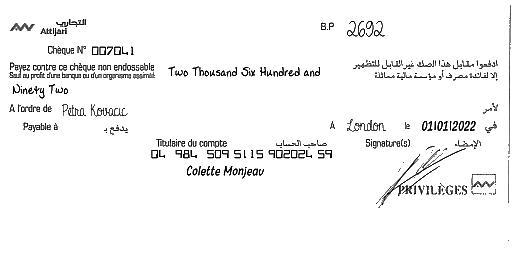 التجاري
Attijari
B.P 2692
Chèque N° 007041
Payez contre ce chèque non endossable
ادفعوا مقابل هذا الصك غير القابل للتظهير
Sauf au profit d'une banque ou d'un organisme assimilé
إلا لفائدة مصرف أو مؤسسة مالية مماثلة
Two Thousand Six Hundred and
Ninety Two
A l'ordre de Petra Kovacic
لأمر
Payable à يدفع بـ
A London le 01/01/2022 في
Titulaire du compte صاحب الحساب
Signature(s) الإمضاء
04 984 509 5115 902024 59
Colette Monjeau
PRIVILÈGES